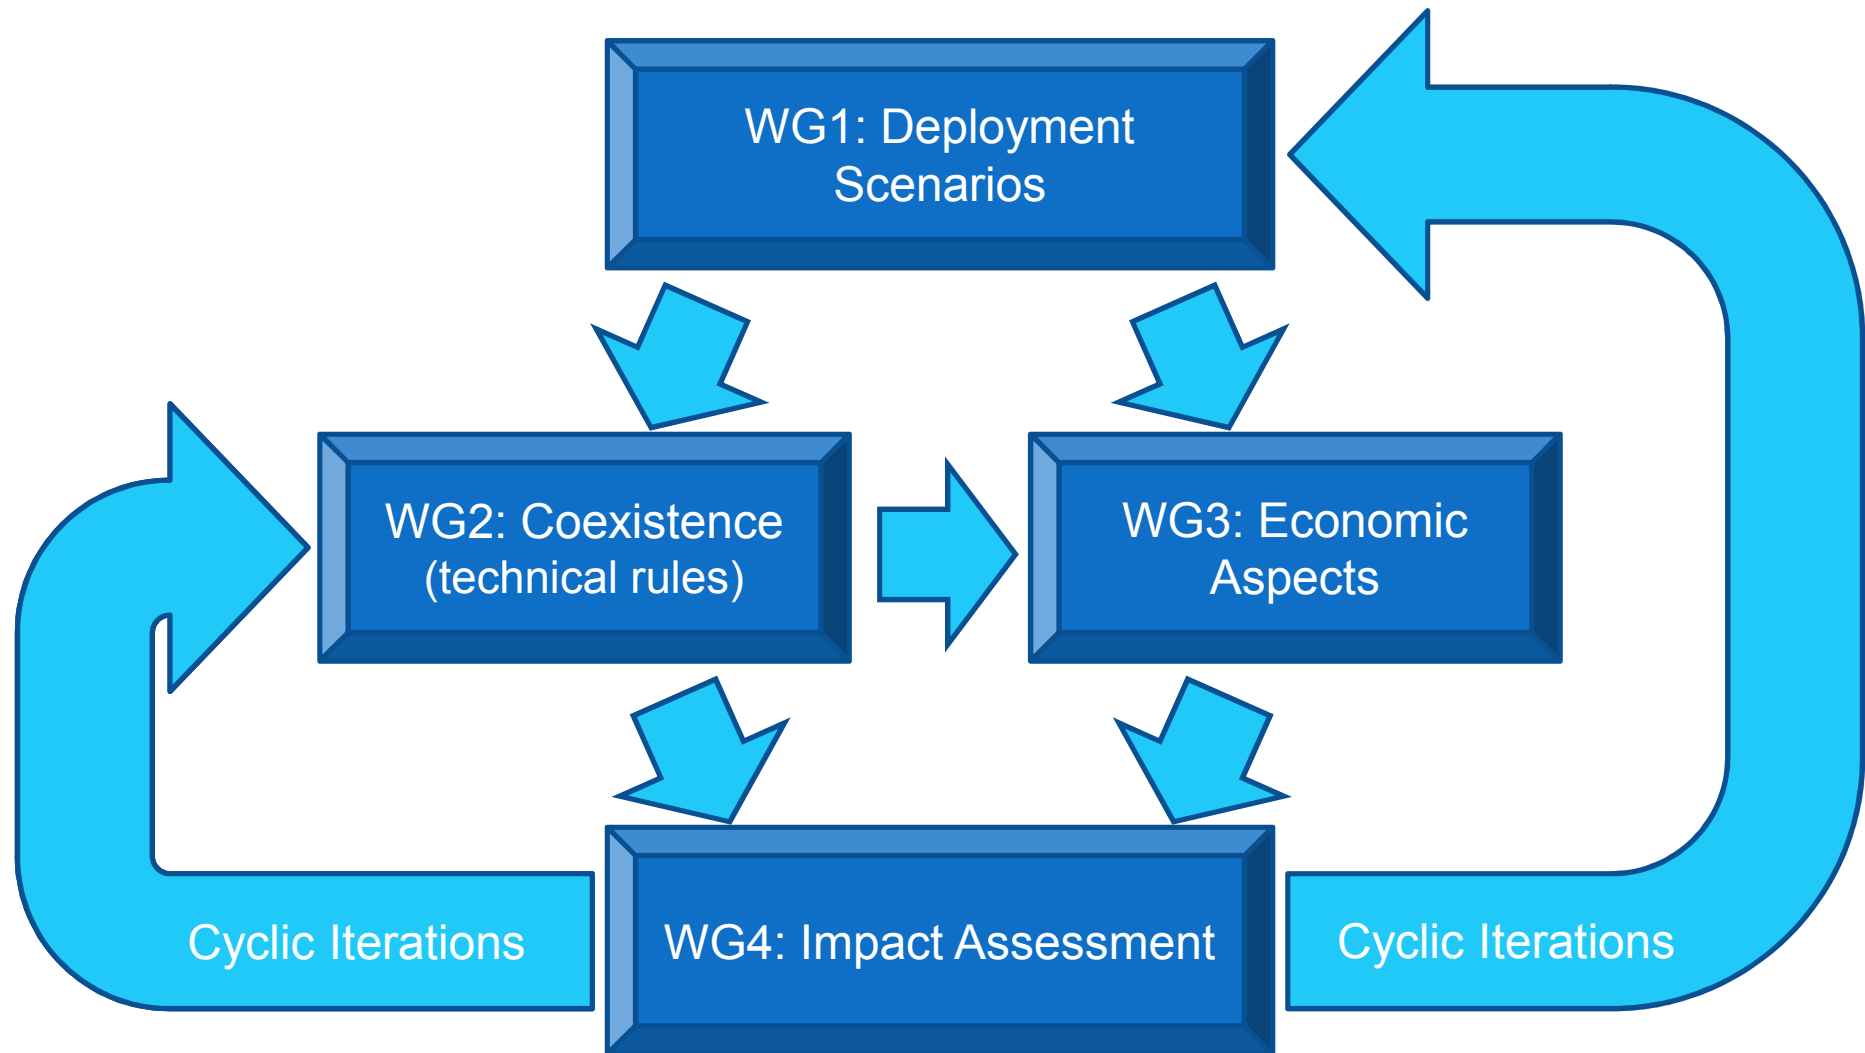 WG1: Deployment
Scenarios
WG2: Coexistence
(technical rules)
WG3: Economic
Aspects
Cyclic Iterations
WG4: Impact Assessment
Cyclic Iterations